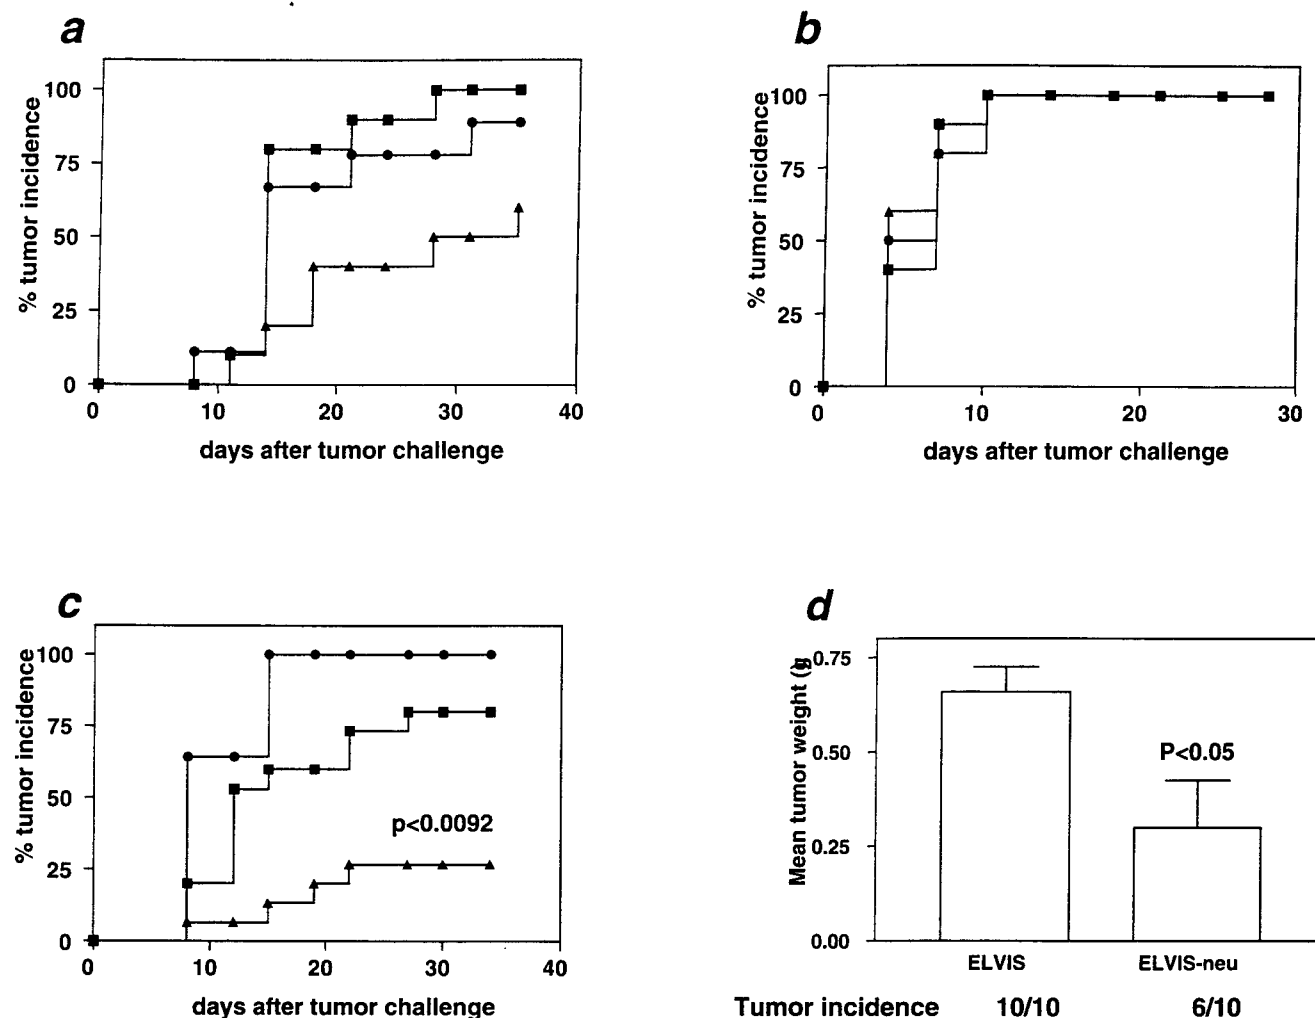 a
% tumor incidence
100
75
50
25
0
0 10 20 30 40
days after tumor challenge
b
% tumor incidence
100
75
50
25
0
0 10 20 30
days after tumor challenge
c
% tumor incidence
100
75
50
25
0
p<0.0092
0 10 20 30 40
days after tumor challenge
d
Mean tumor weight (g
0.75
0.50
0.25
0.00
P<0.05
ELVIS ELVIS-neu
Tumor incidence 10/10 6/10